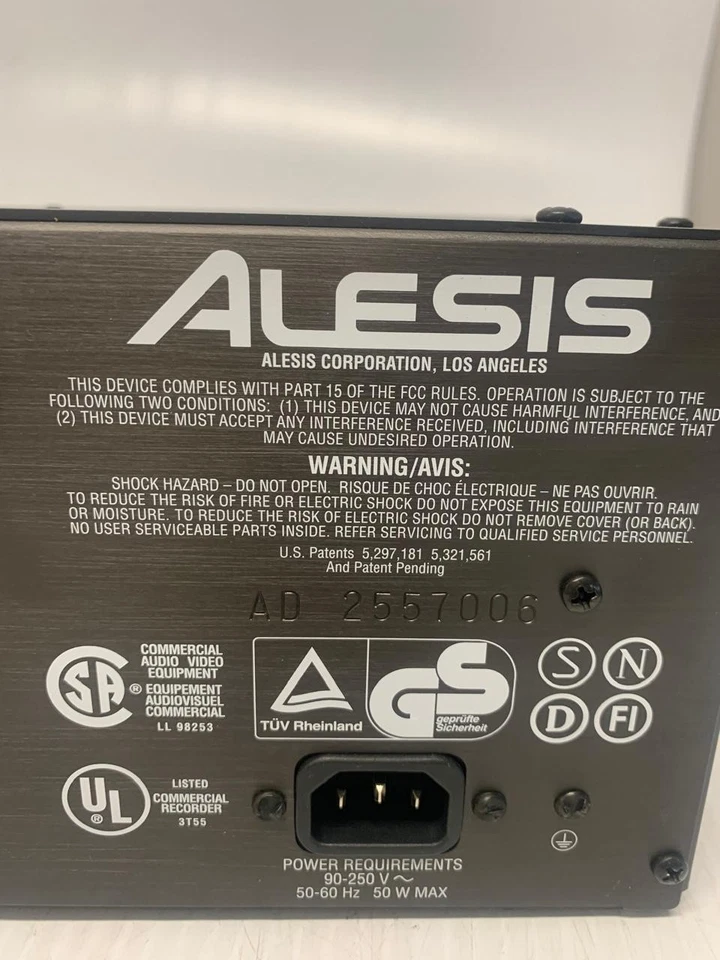 ALESIS
ALESIS CORPORATION, LOS ANGELES
THIS DEVICE COMPLIES WITH PART 15 OF THE FCC RULES. OPERATION IS SUBJECT TO THE
FOLLOWING TWO CONDITIONS: (1) THIS DEVICE MAY NOT CAUSE HARMFUL INTERFERENCE, AND
(2) THIS DEVICE MUST ACCEPT ANY INTERFERENCE RECEIVED, INCLUDING INTERFERENCE THAT
MAY CAUSE UNDESIRED OPERATION.
WARNING/AVIS:
SHOCK HAZARD – DO NOT OPEN. RISQUE DE CHOC ÉLECTRIQUE – NE PAS OUVRIR.
TO REDUCE THE RISK OF FIRE OR ELECTRIC SHOCK DO NOT EXPOSE THIS EQUIPMENT TO RAIN
OR MOISTURE. TO REDUCE THE RISK OF ELECTRIC SHOCK DO NOT REMOVE COVER (OR BACK).
NO USER SERVICEABLE PARTS INSIDE. REFER SERVICING TO QUALIFIED SERVICE PERSONNEL.
U.S. Patents 5,297,181 5,321,561
And Patent Pending
AD 2557006
SA ®
COMMERCIAL
AUDIO VIDEO
EQUIPMENT
EQUIPEMENT
AUDIOVISUEL
COMMERCIAL
LL 98253
TÜV Rheinland
GS
geprüfte
Sicherheit
S N
D FI
UL ®
LISTED
COMMERCIAL
RECORDER
3T55
POWER REQUIREMENTS
90-250 V ~
50-60 Hz 50 W MAX